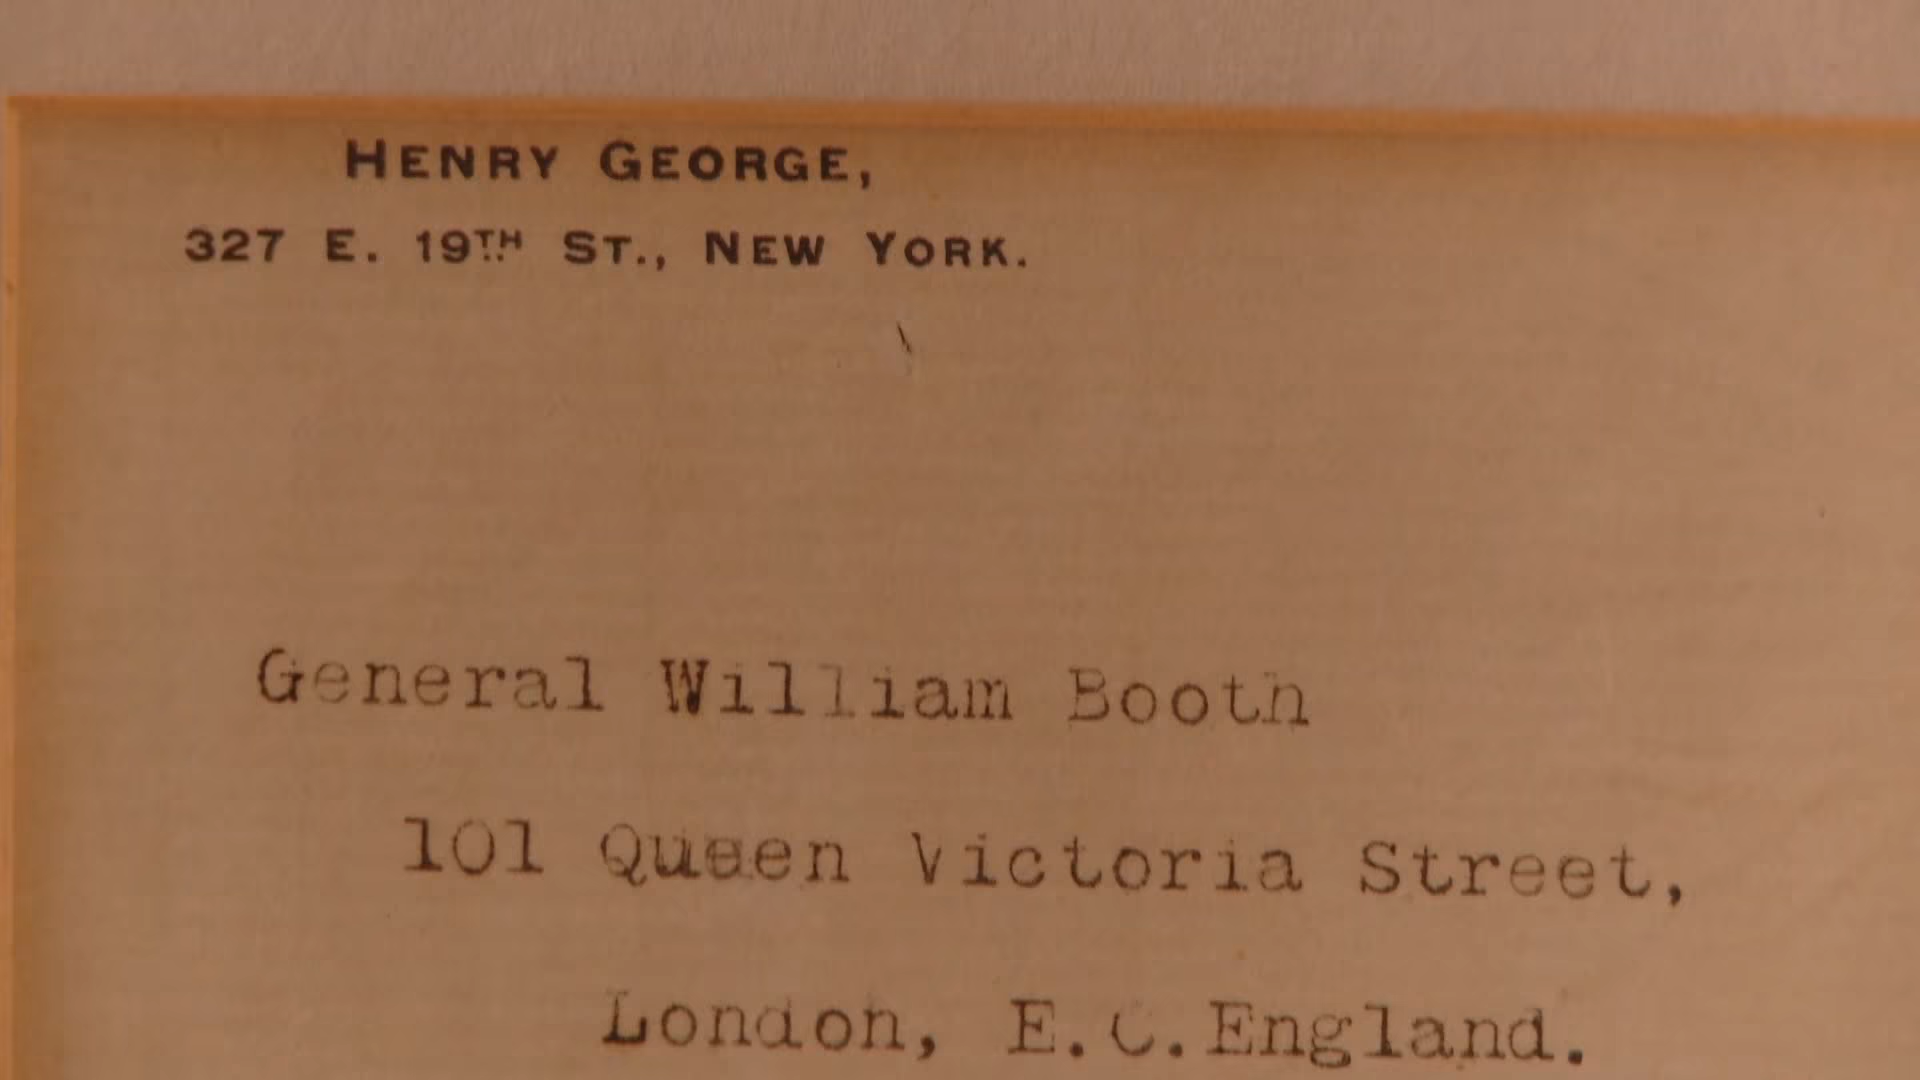 HENRY GEORGE,
327 E. 19TH ST., NEW YORK.
General William Booth
101 Queen Victoria Street,
London, E.C.England.